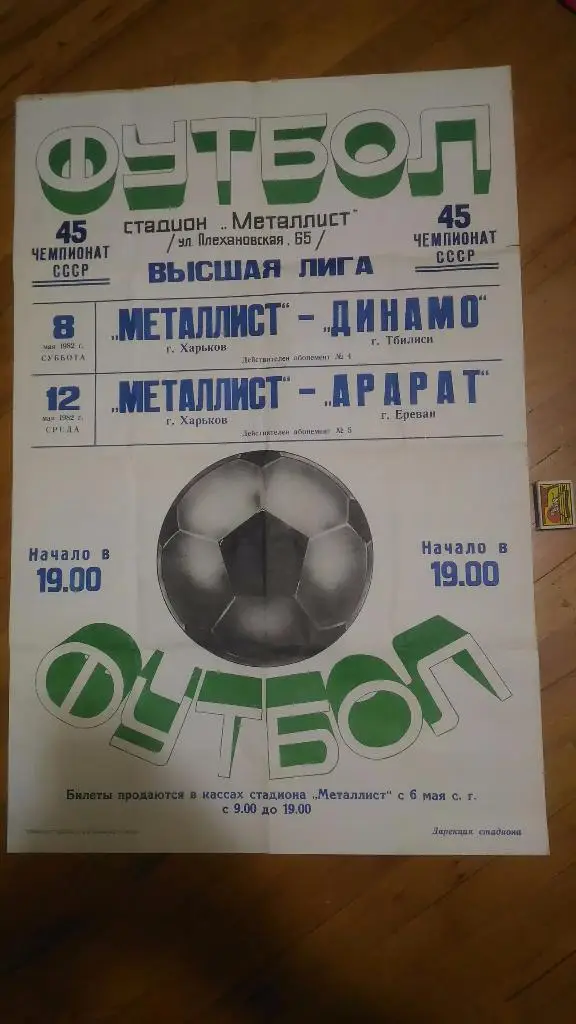 ФУТБОЛ
45 ЧЕМПИОНАТ СССР
стадион „Металлист"
/ул. Плехановская, 65/
45 ЧЕМПИОНАТ СССР
ВЫСШАЯ ЛИГА
8 мая 1982 г. СУББОТА
„МЕТАЛЛИСТ" – „ДИНАМО"
г. Харьков г. Тбилиси
Действителен абонемент № 4
12 мая 1982 г. СРЕДА
„МЕТАЛЛИСТ" – „АРАРАТ"
г. Харьков г. Ереван
Действителен абонемент № 5
Начало в
19.00
Начало в
19.00
ФУТБОЛ
Билеты продаются в кассах стадиона „Металлист" с 6 мая с. г.
с 9.00 до 19.00
Дирекция стадиона